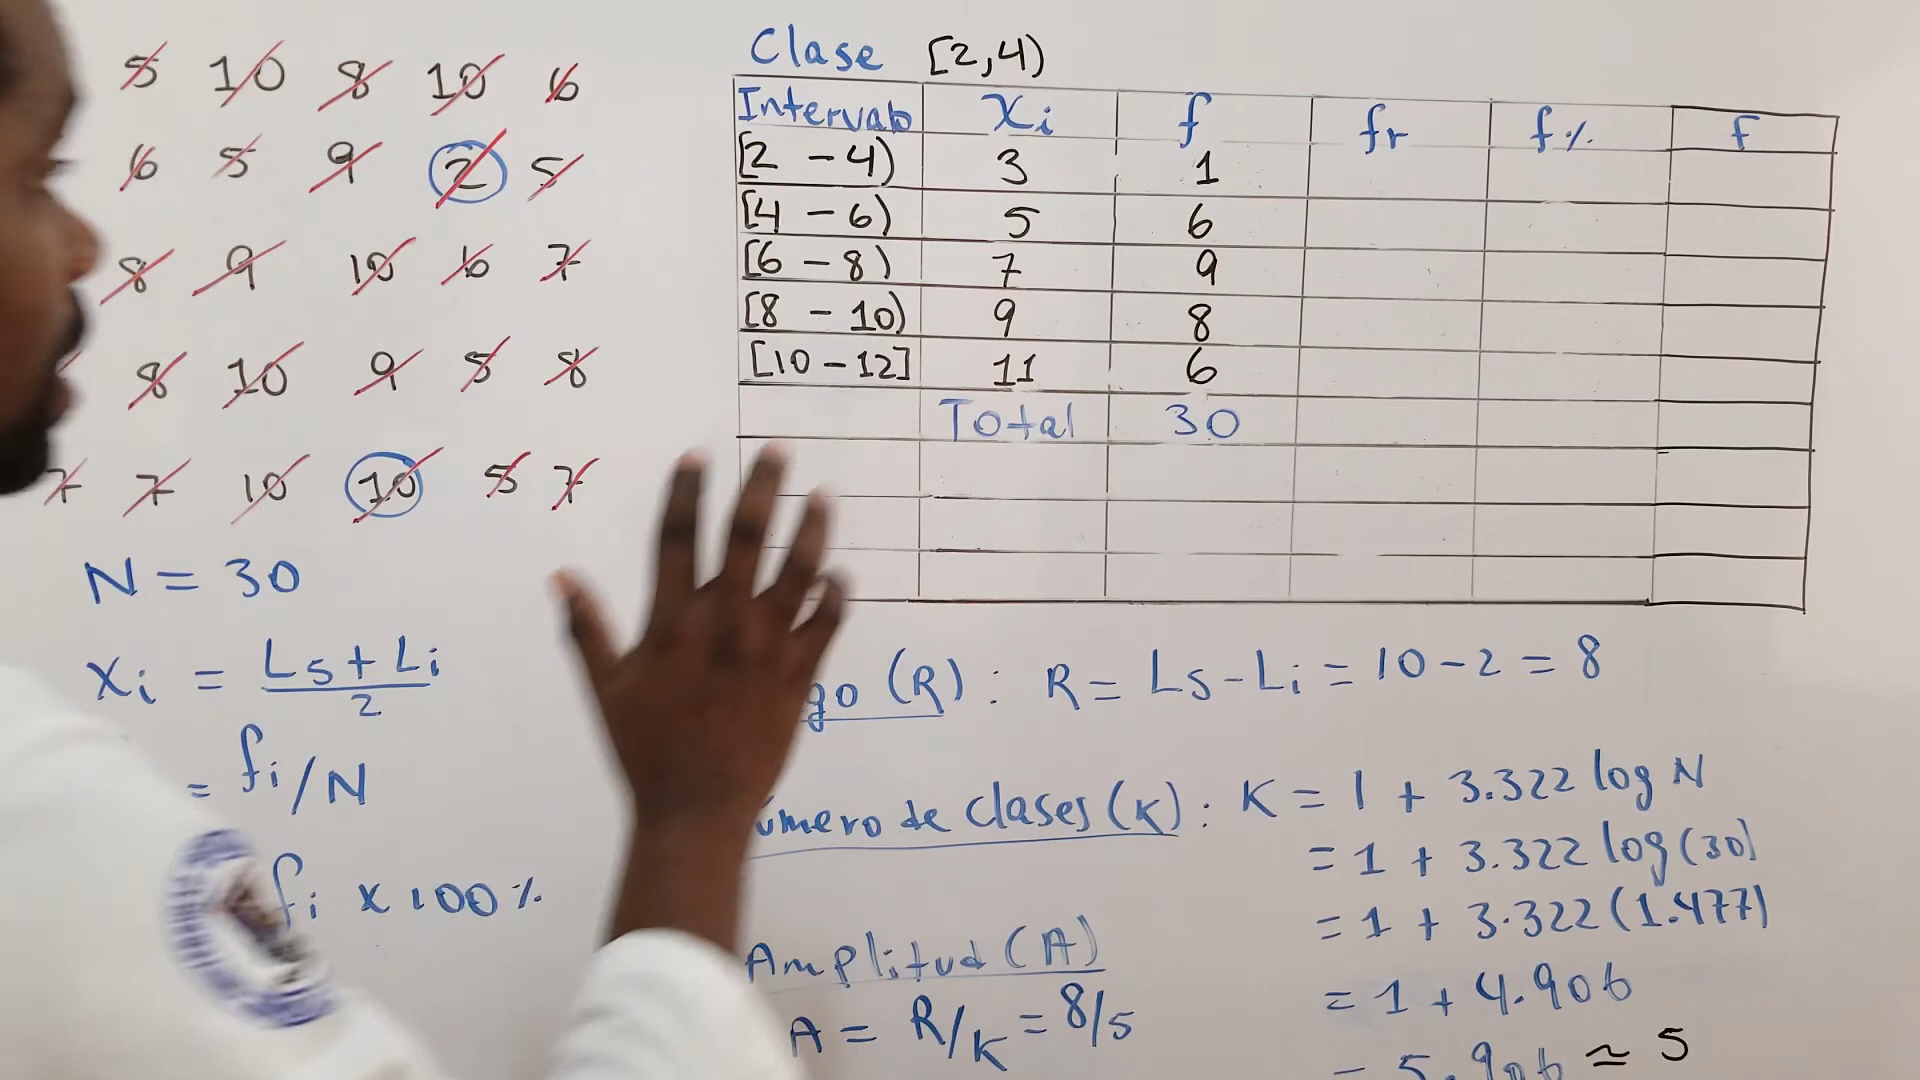 5 10 8 10 6
6 5 9 2 5
8 9 10 6 7
8 10 9 5 8
7 7 10 10 5 7
N = 30
xi = Ls + Li
2
= fi/N
fi x 100 %
Clase [2,4)
Intervalo xi f fr f% F
[2 - 4) 3 1
[4 - 6) 5 6
[6 - 8) 7 9
[8 - 10) 9 8
[10 - 12] 11 6
Total 30
go (R): R = Ls - Li = 10 - 2 = 8
úmero de clases (K): K = 1 + 3.322 log N
= 1 + 3.322 log (30)
= 1 + 3.322 (1.477)
= 1 + 4.906
= 5.906 ≈ 5
Amplitud (A)
A = R/K = 8/5